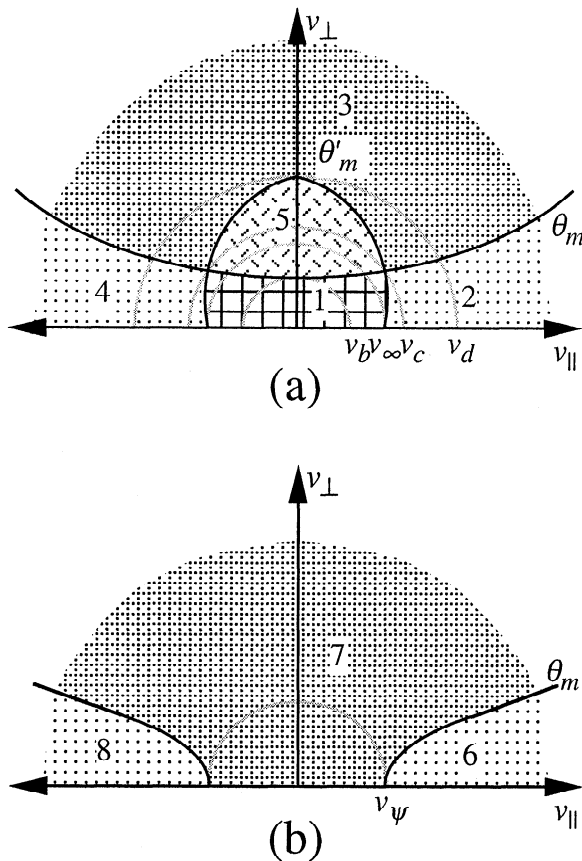 v⊥
3
θ′m
5
θm
4
1
2
vb v∞ vc vd
v∥
(a)
v⊥
7
θm
8
6
vψ
v∥
(b)